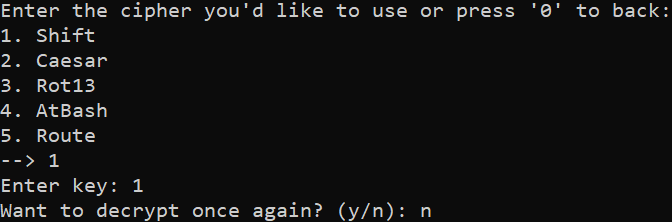 Enter the cipher you'd like to use or press '0' to back:
1. Shift
2. Caesar
3. Rot13
4. AtBash
5. Route
--> 1
Enter key: 1
Want to decrypt once again? (y/n): n